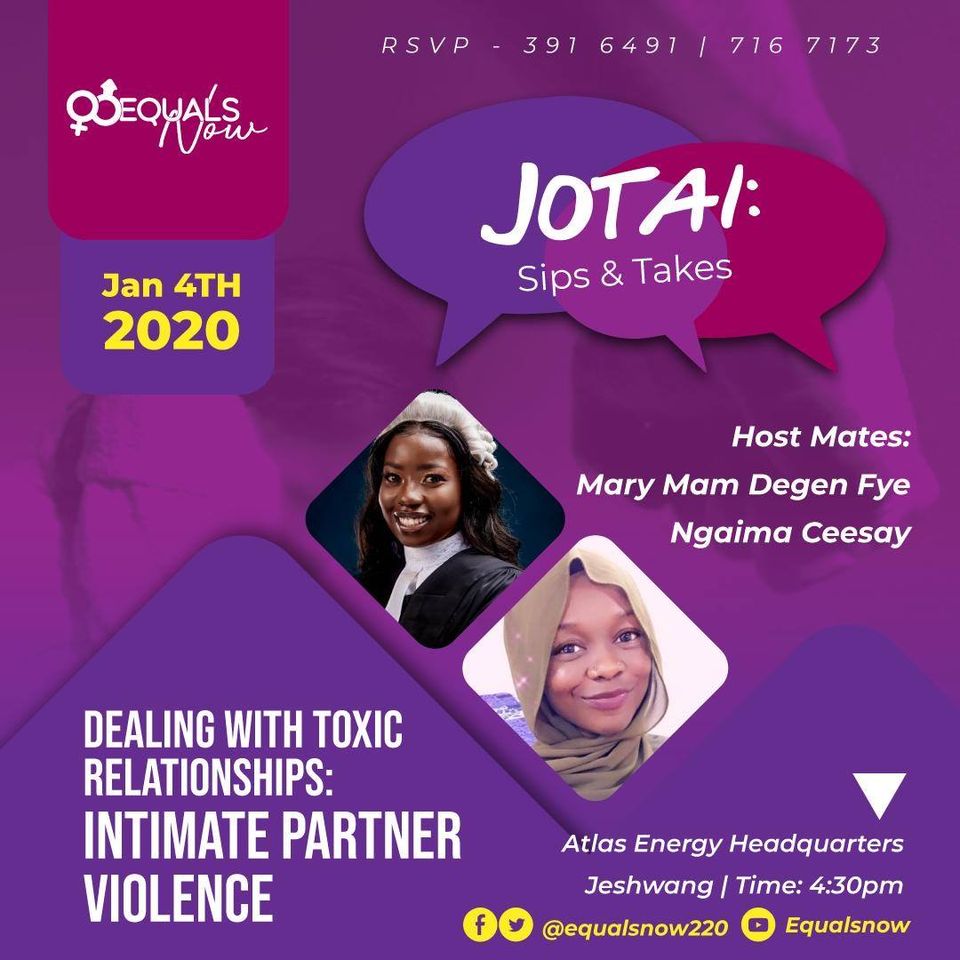 RSVP - 391 6491 | 716 7173
EQUALS
Now
Jan 4TH
2020
JOTAI:
Sips & Takes
Host Mates:
Mary Mam Degen Fye
Ngaima Ceesay
DEALING WITH TOXIC
RELATIONSHIPS:
INTIMATE PARTNER
VIOLENCE
Atlas Energy Headquarters
Jeshwang | Time: 4:30pm
@equalsnow220 Equalsnow